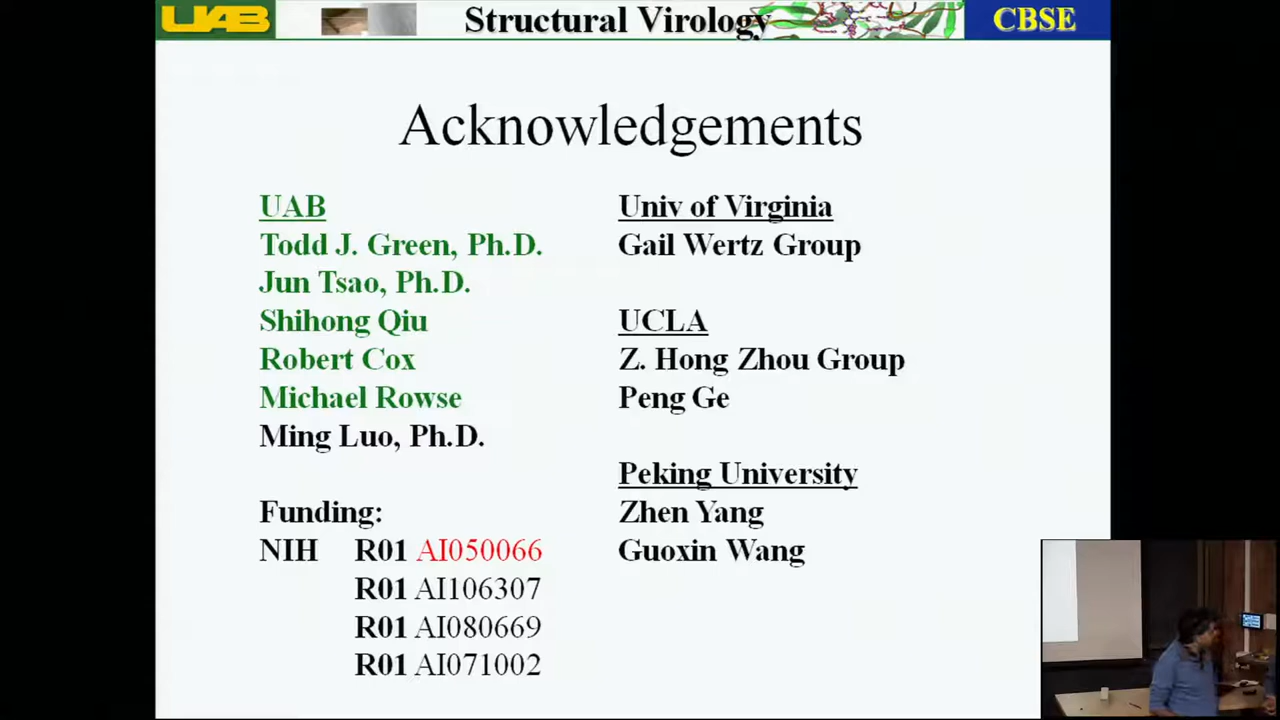 UAB
Structural Virology
CBSE
Acknowledgements
UAB
Todd J. Green, Ph.D.
Jun Tsao, Ph.D.
Shihong Qiu
Robert Cox
Michael Rowse
Ming Luo, Ph.D.
Funding:
NIH R01 AI050066
R01 AI106307
R01 AI080669
R01 AI071002
Univ of Virginia
Gail Wertz Group
UCLA
Z. Hong Zhou Group
Peng Ge
Peking University
Zhen Yang
Guoxin Wang